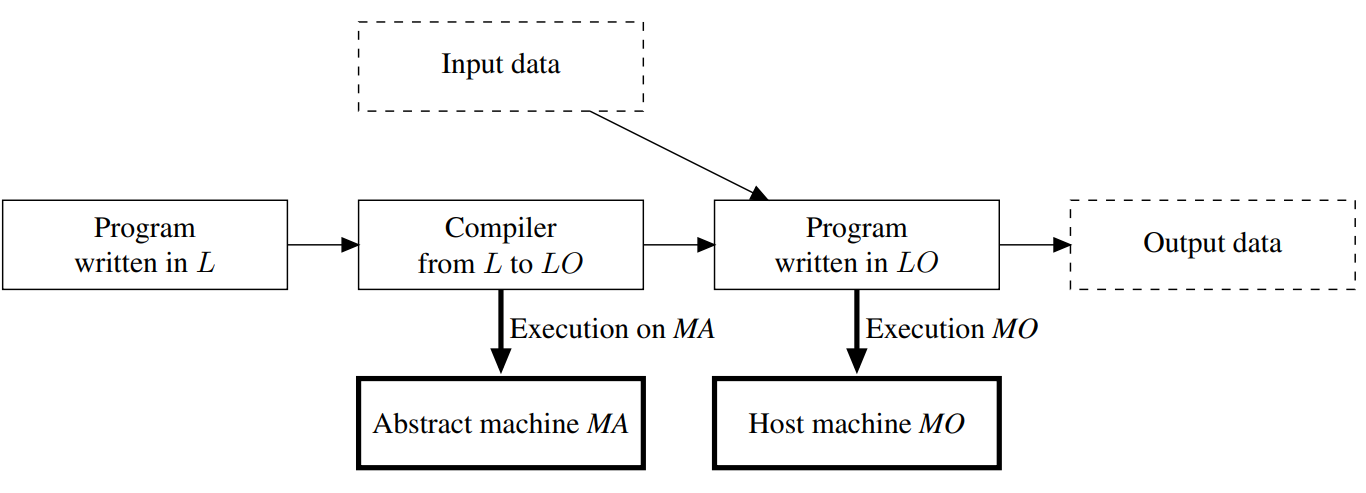 Input data
Program
written in L
Compiler
from L to LO
Program
written in LO
Output data
Execution on MA
Execution MO
Abstract machine MA
Host machine MO